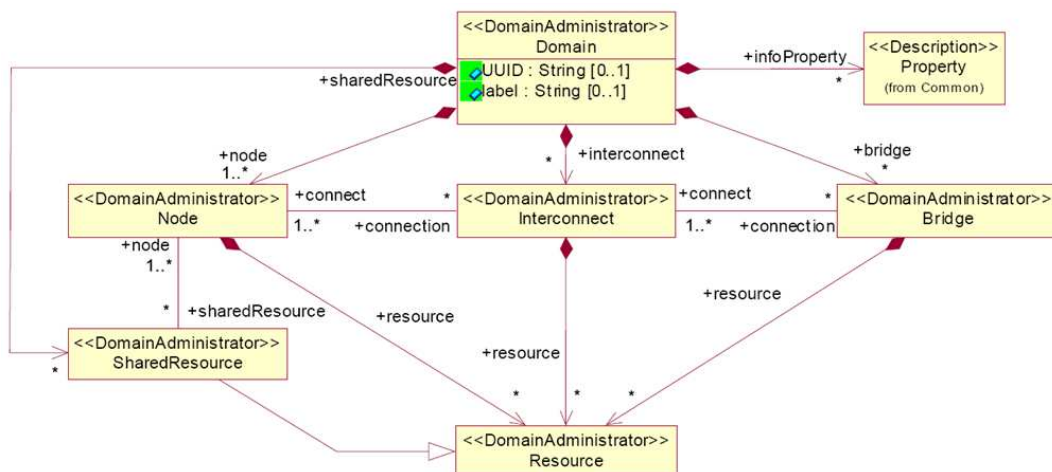 <<DomainAdministrator>>
Domain
UUID : String [0..1]
label : String [0..1]
+sharedResource
+infoProperty
*
<<Description>>
Property
(from Common)
+node
1..*
*
+interconnect
+bridge
*
<<DomainAdministrator>>
Node
+connect
1..*
*
+connection
<<DomainAdministrator>>
Interconnect
+connect
1..*
*
+connection
<<DomainAdministrator>>
Bridge
+node
1..*
*
+sharedResource
+resource
+resource
+resource
<<DomainAdministrator>>
SharedResource
*
*
*
*
<<DomainAdministrator>>
Resource